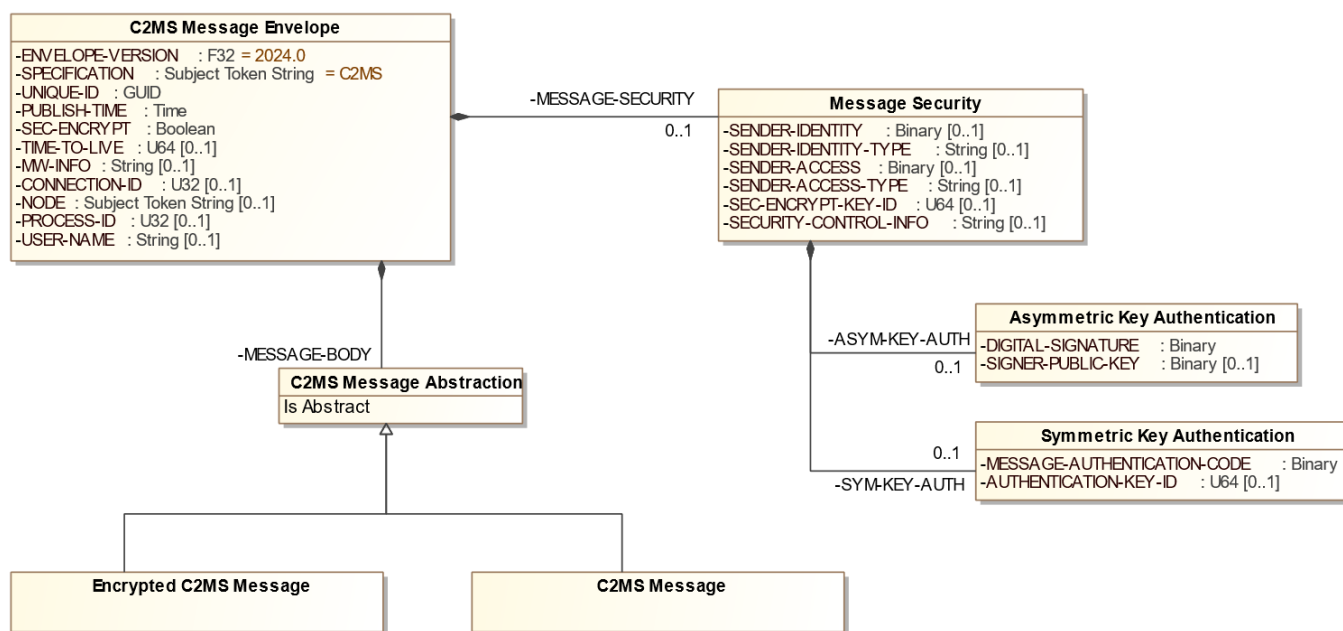 C2MS Message Envelope
-ENVELOPE-VERSION : F32 = 2024.0
-SPECIFICATION : Subject Token String = C2MS
-UNIQUE-ID : GUID
-PUBLISH-TIME : Time
-SEC-ENCRYPT : Boolean
-TIME-TO-LIVE : U64 [0..1]
-MW-INFO : String [0..1]
-CONNECTION-ID : U32 [0..1]
-NODE : Subject Token String [0..1]
-PROCESS-ID : U32 [0..1]
-USER-NAME : String [0..1]
-MESSAGE-SECURITY
0..1
Message Security
-SENDER-IDENTITY : Binary [0..1]
-SENDER-IDENTITY-TYPE : String [0..1]
-SENDER-ACCESS : Binary [0..1]
-SENDER-ACCESS-TYPE : String [0..1]
-SEC-ENCRYPT-KEY-ID : U64 [0..1]
-SECURITY-CONTROL-INFO : String [0..1]
-ASYM-KEY-AUTH
0..1
Asymmetric Key Authentication
-DIGITAL-SIGNATURE : Binary
-SIGNER-PUBLIC-KEY : Binary [0..1]
-MESSAGE-BODY
C2MS Message Abstraction
Is Abstract
0..1
-SYM-KEY-AUTH
Symmetric Key Authentication
-MESSAGE-AUTHENTICATION-CODE : Binary
-AUTHENTICATION-KEY-ID : U64 [0..1]
Encrypted C2MS Message
C2MS Message